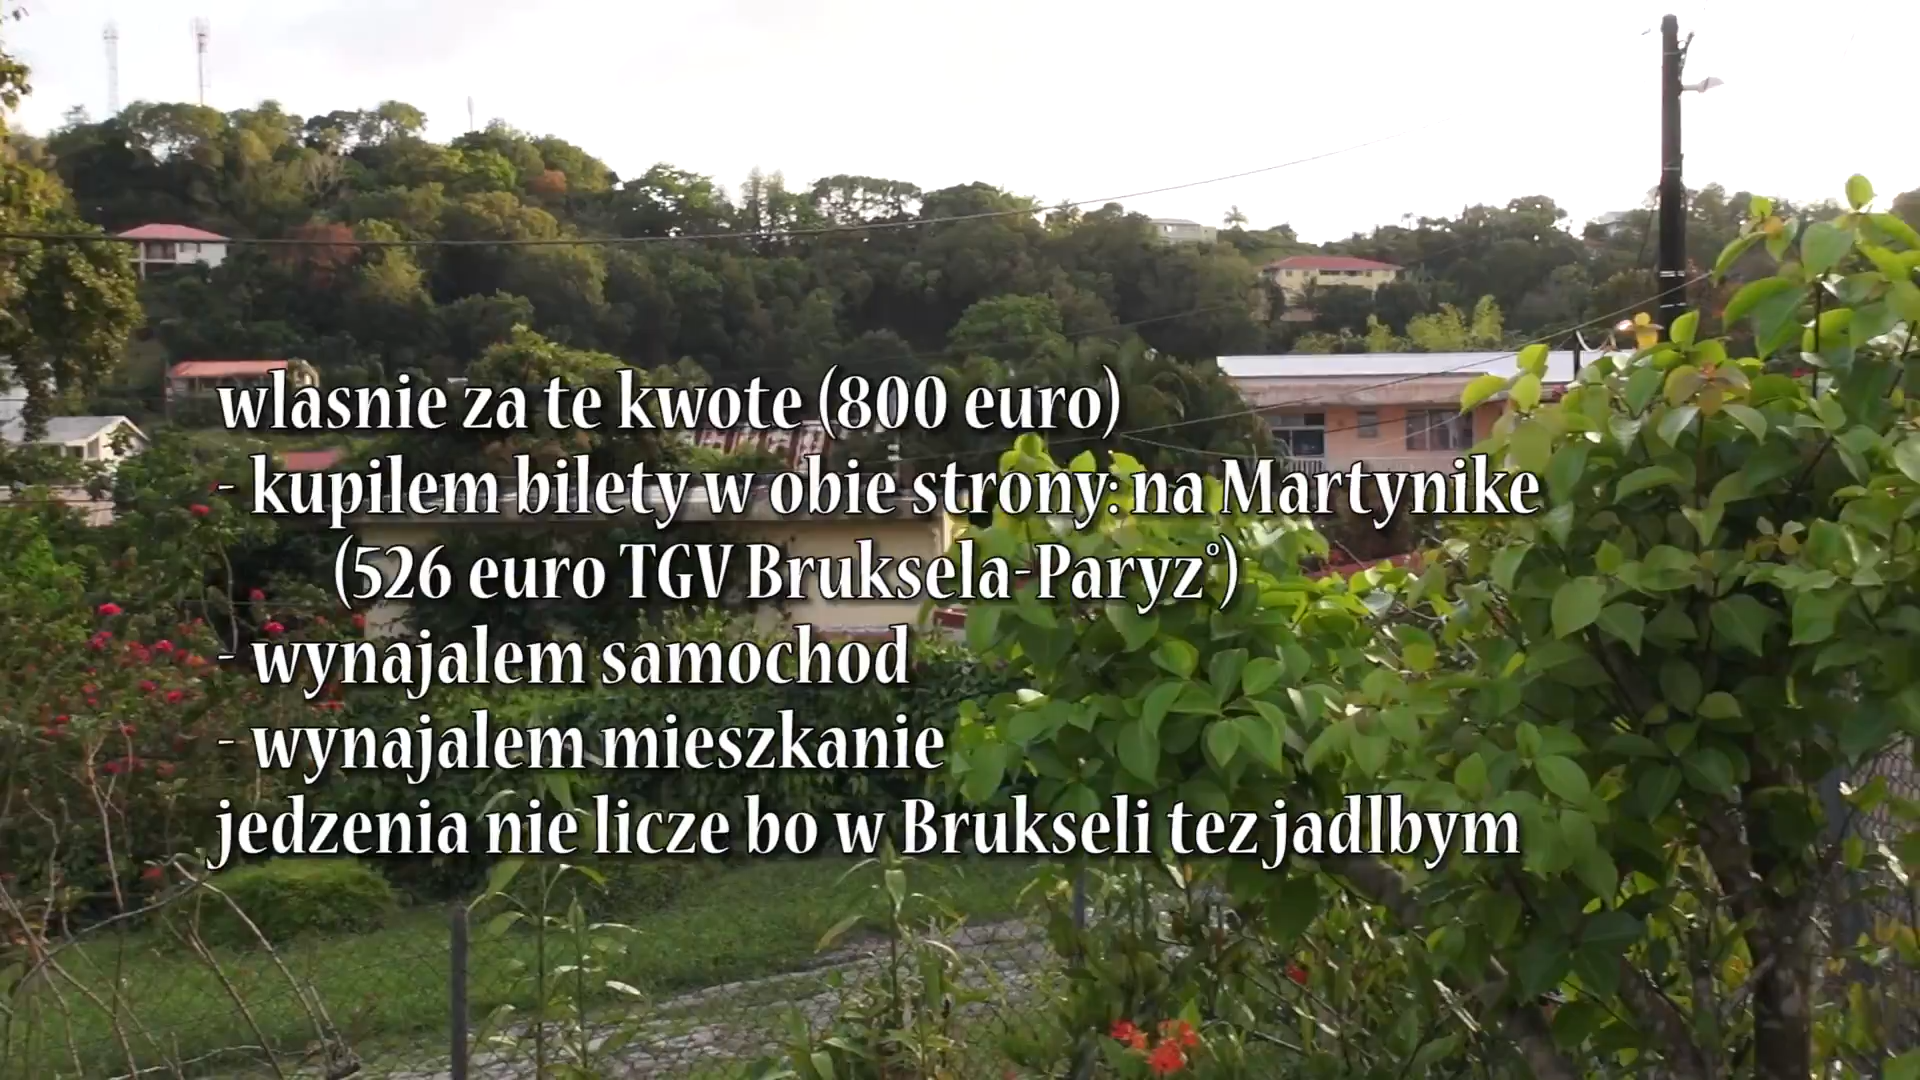 wlasnie za te kwote (800 euro)
- kupilem bilety w obie strony: na Martynike
(526 euro TGV Bruksela-Paryz°)
- wynajalem samochod
- wynajalem mieszkanie
jedzenia nie licze bo w Brukseli tez jadlbym